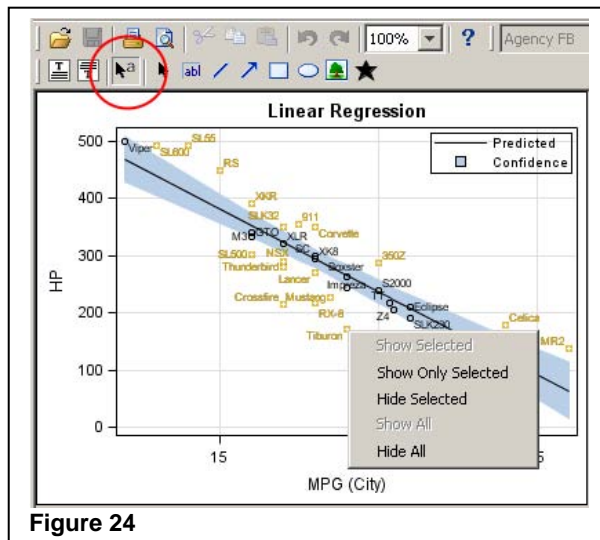 100%
?
Agency FB
T
T
a
abl
Linear Regression
Predicted
Confidence
500
400
300
200
100
0
HP
Viper
SL600
SL55
RS
XKR
SLK32
911
Corvette
M3
GTO
XLR
SC
XK8
SL500
NSX
350Z
Thunderbird
Boxster
Lancer
Impreza
S2000
Crossfire
Mustang
TT
Eclipse
RX-8
Z4
SLK230
Celica
Tiburon
MR2
Show Selected
Show Only Selected
Hide Selected
Show All
Hide All
15
5
MPG (City)
Figure 24